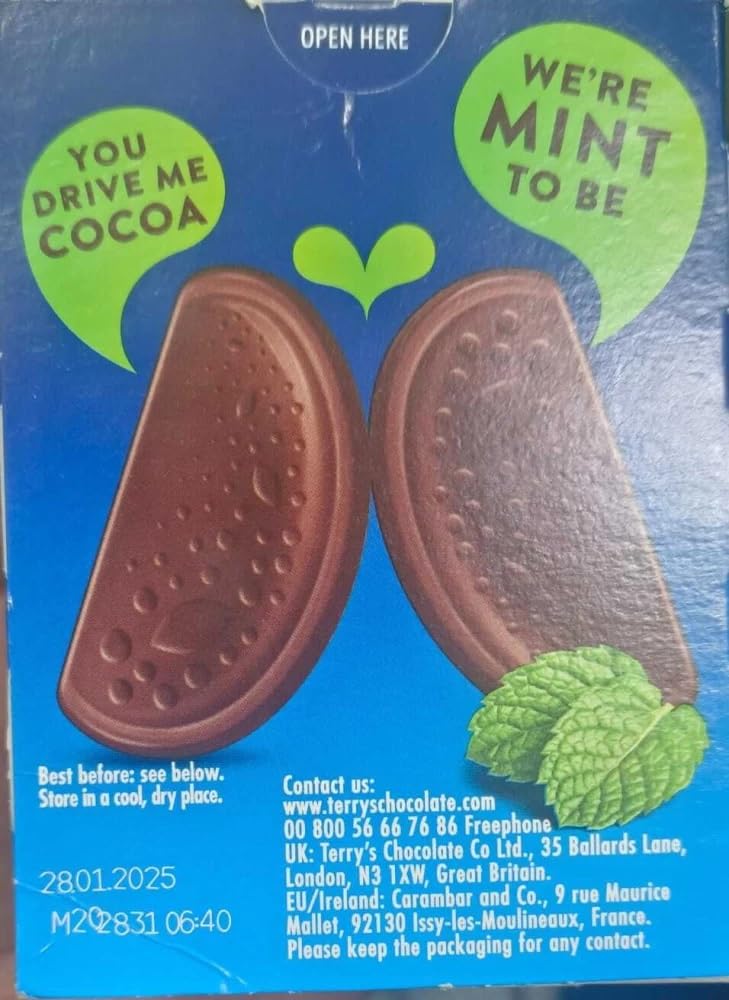 OPEN HERE
YOU
DRIVE ME
COCOA
WE'RE
MINT
TO BE
Best before: see below.
Store in a cool, dry place.
28.01.2025
M202831 06:40
Contact us:
www.terryschocolate.com
00 800 56 66 76 86 Freephone
UK: Terry's Chocolate Co Ltd., 35 Ballards Lane,
London, N3 1XW, Great Britain.
EU/Ireland: Carambar and Co., 9 rue Maurice
Mallet, 92130 Issy-les-Moulineaux, France.
Please keep the packaging for any contact.